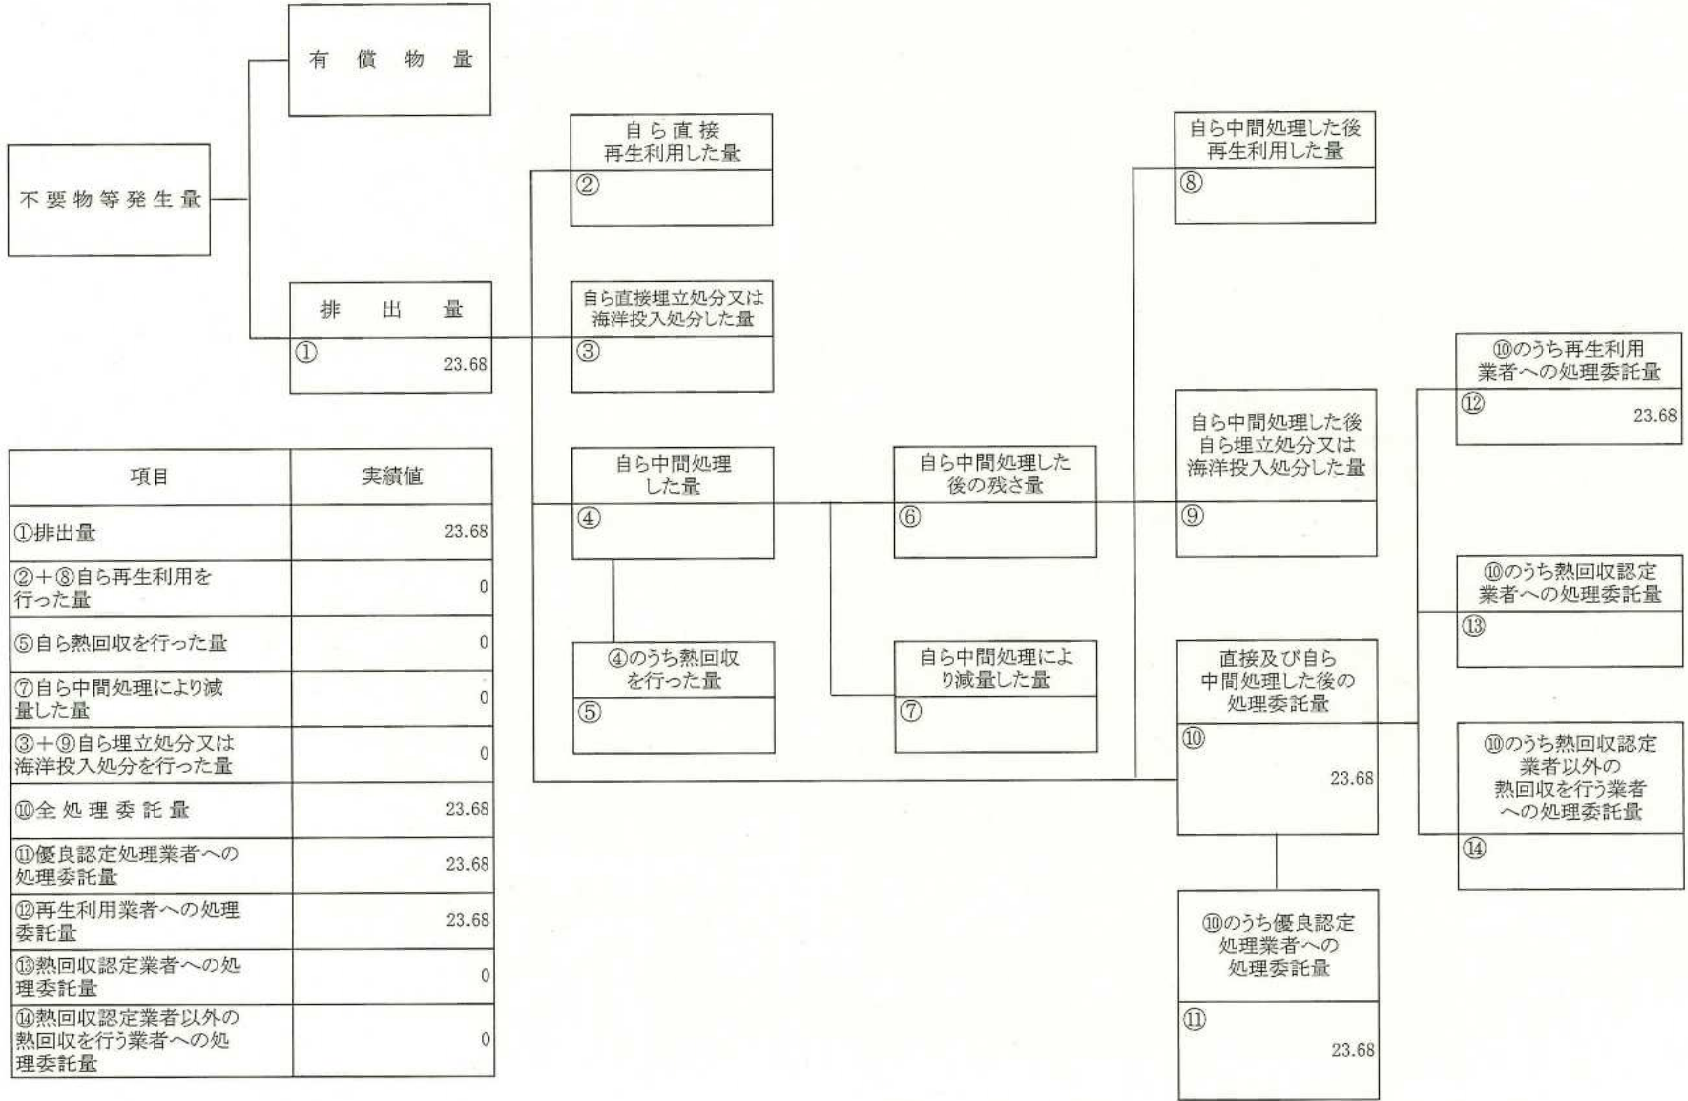 有償物量
不要物等発生量
排出量
①
23.68
自ら直接
再生利用した量
②
自ら直接埋立処分又は
海洋投入処分した量
③
自ら中間処理
した量
④
④のうち熱回収
を行った量
⑤
自ら中間処理した
後の残さ量
⑥
自ら中間処理によ
り減量した量
⑦
自ら中間処理した後
再生利用した量
⑧
自ら中間処理した後
自ら埋立処分又は
海洋投入処分した量
⑨
直接及び自ら
中間処理した後の
処理委託量
⑩
23.68
⑩のうち優良認定
処理業者への
処理委託量
⑪
23.68
⑩のうち再生利用
業者への処理委託量
⑫
23.68
⑩のうち熱回収認定
業者への処理委託量
⑬
⑩のうち熱回収認定
業者以外の
熱回収を行う業者
への処理委託量
⑭
項目 実績値
①排出量 23.68
②+⑧自ら再生利用を
行った量 0
⑤自ら熱回収を行った量 0
⑦自ら中間処理により減
量した量 0
③+⑨自ら埋立処分又は
海洋投入処分を行った量 0
⑩全処理委託量 23.68
⑪優良認定処理業者への
処理委託量 23.68
⑫再生利用業者への処理
委託量 23.68
⑬熱回収認定業者への処
理委託量 0
⑭熱回収認定業者以外の
熱回収を行う業者への処
理委託量 0